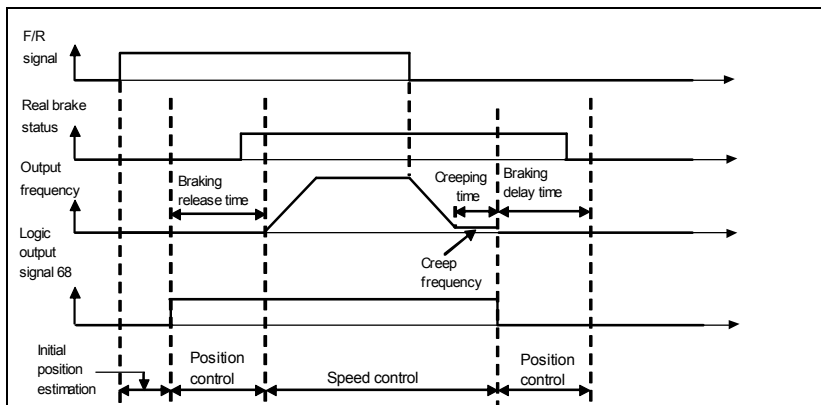 F/R
signal
Real brake
status
Output
frequency
Braking
release time
Creeping
time
Braking
delay time
Logic
output
signal 68
Creep
frequency
Initial
position
estimation
Position
control
Speed control
Position
control